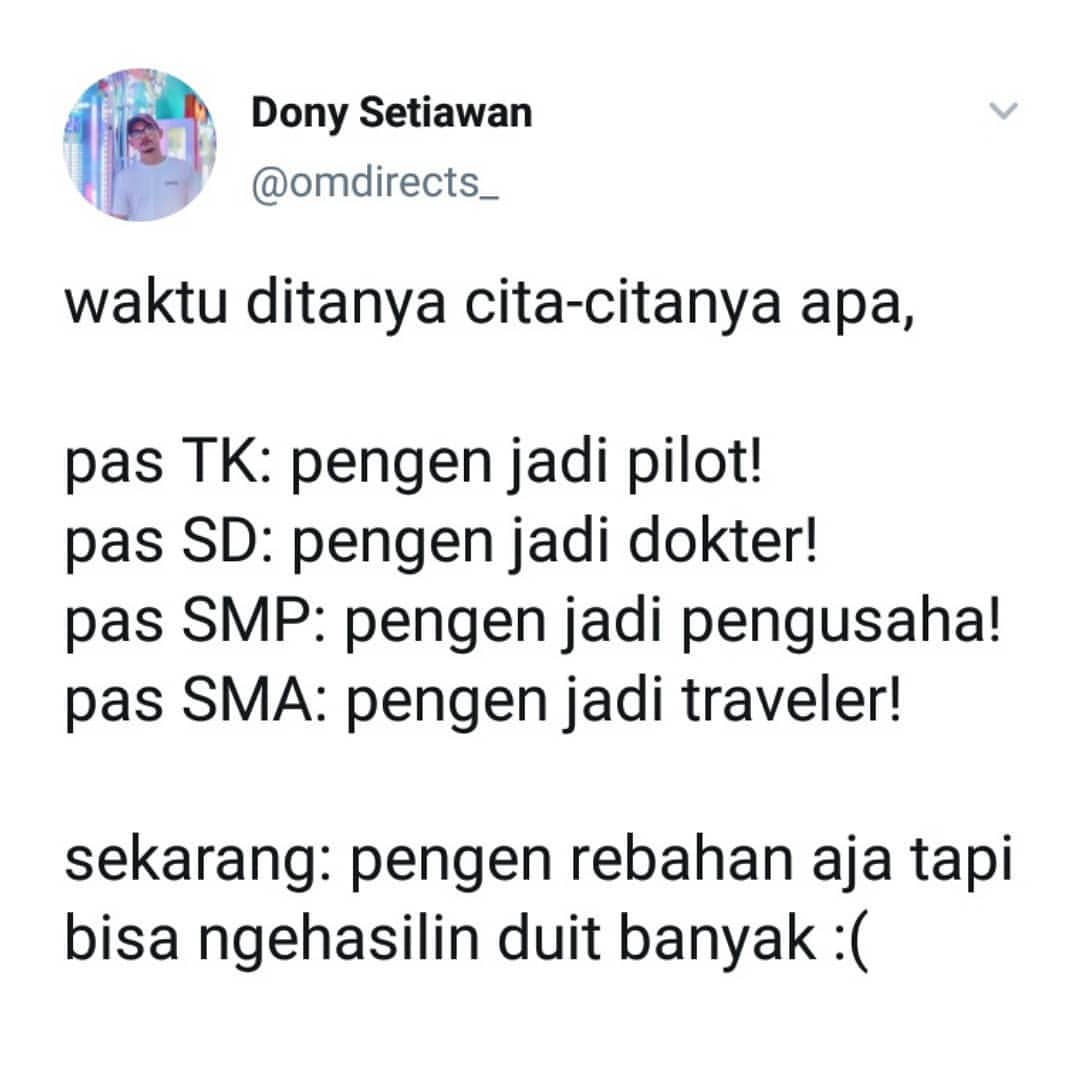 Dony Setiawan
@omdirects_
waktu ditanya cita-citanya apa,
pas TK: pengen jadi pilot!
pas SD: pengen jadi dokter!
pas SMP: pengen jadi pengusaha!
pas SMA: pengen jadi traveler!
sekarang: pengen rebahan aja tapi
bisa ngehasilin duit banyak :(